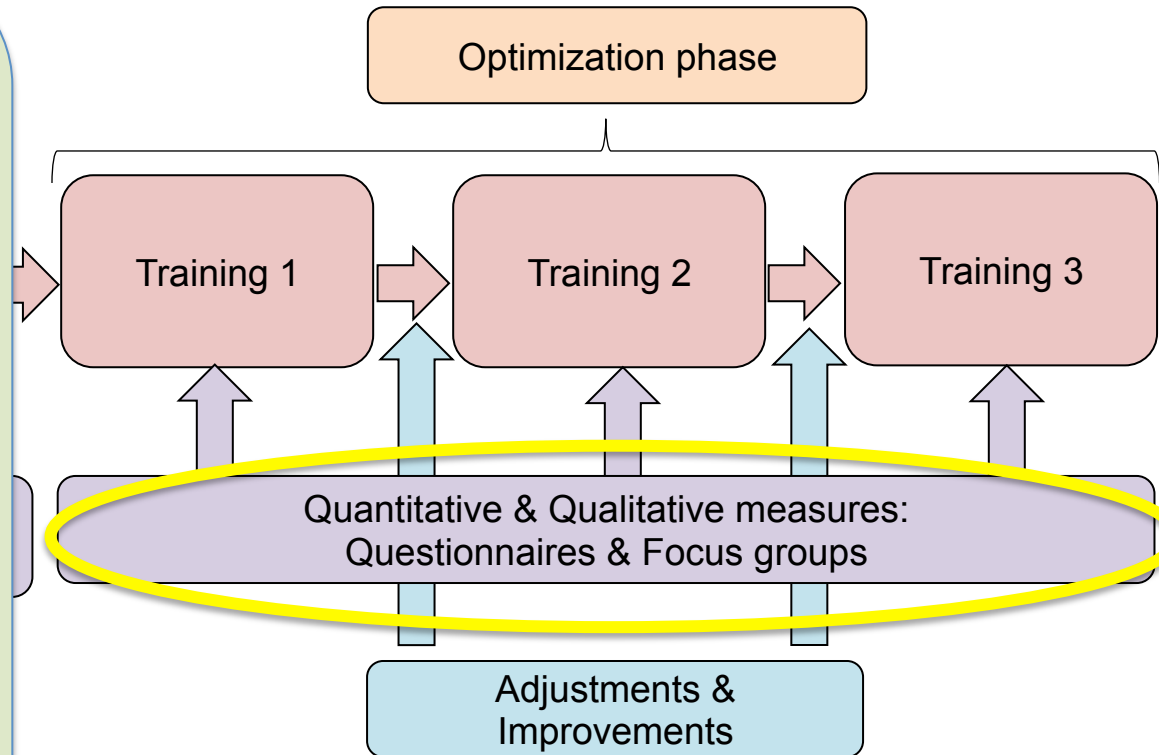 Optimization phase
Training 1
Training 2
Training 3
Quantitative & Qualitative measures:
Questionnaires & Focus groups
Adjustments &
Improvements